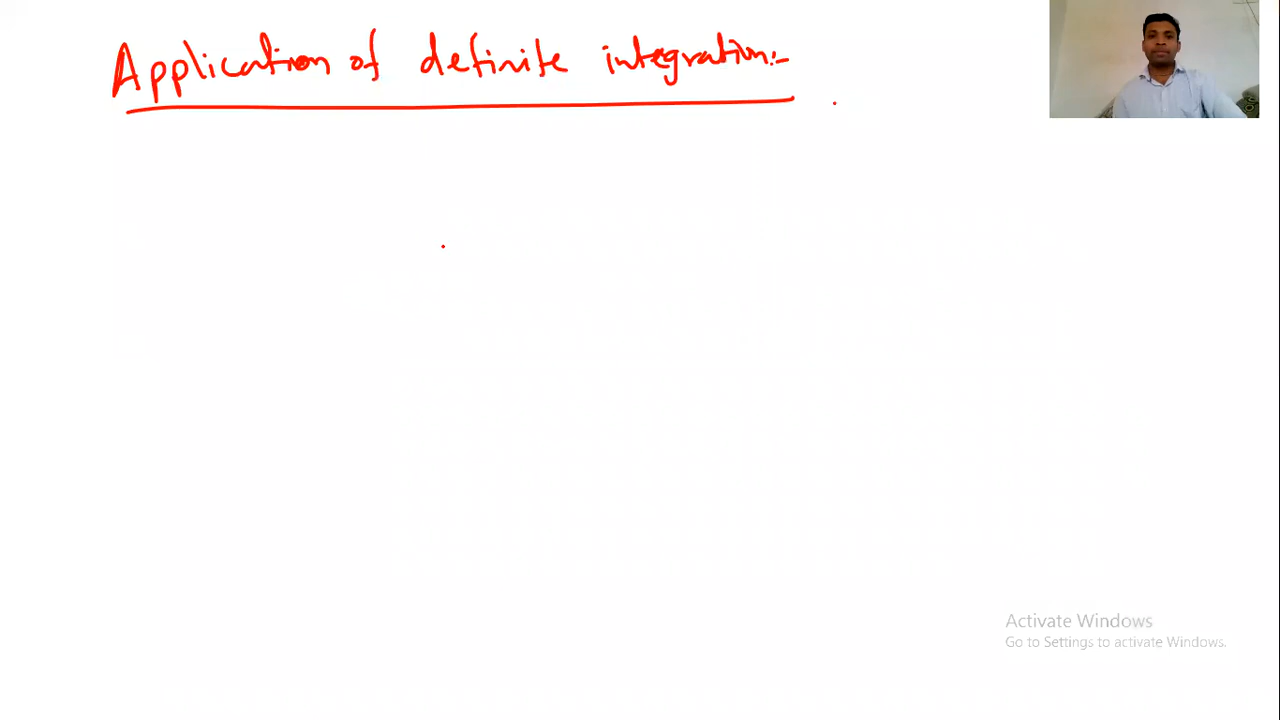 Application of definite integration:-
Activate Windows
Go to Settings to activate Windows.